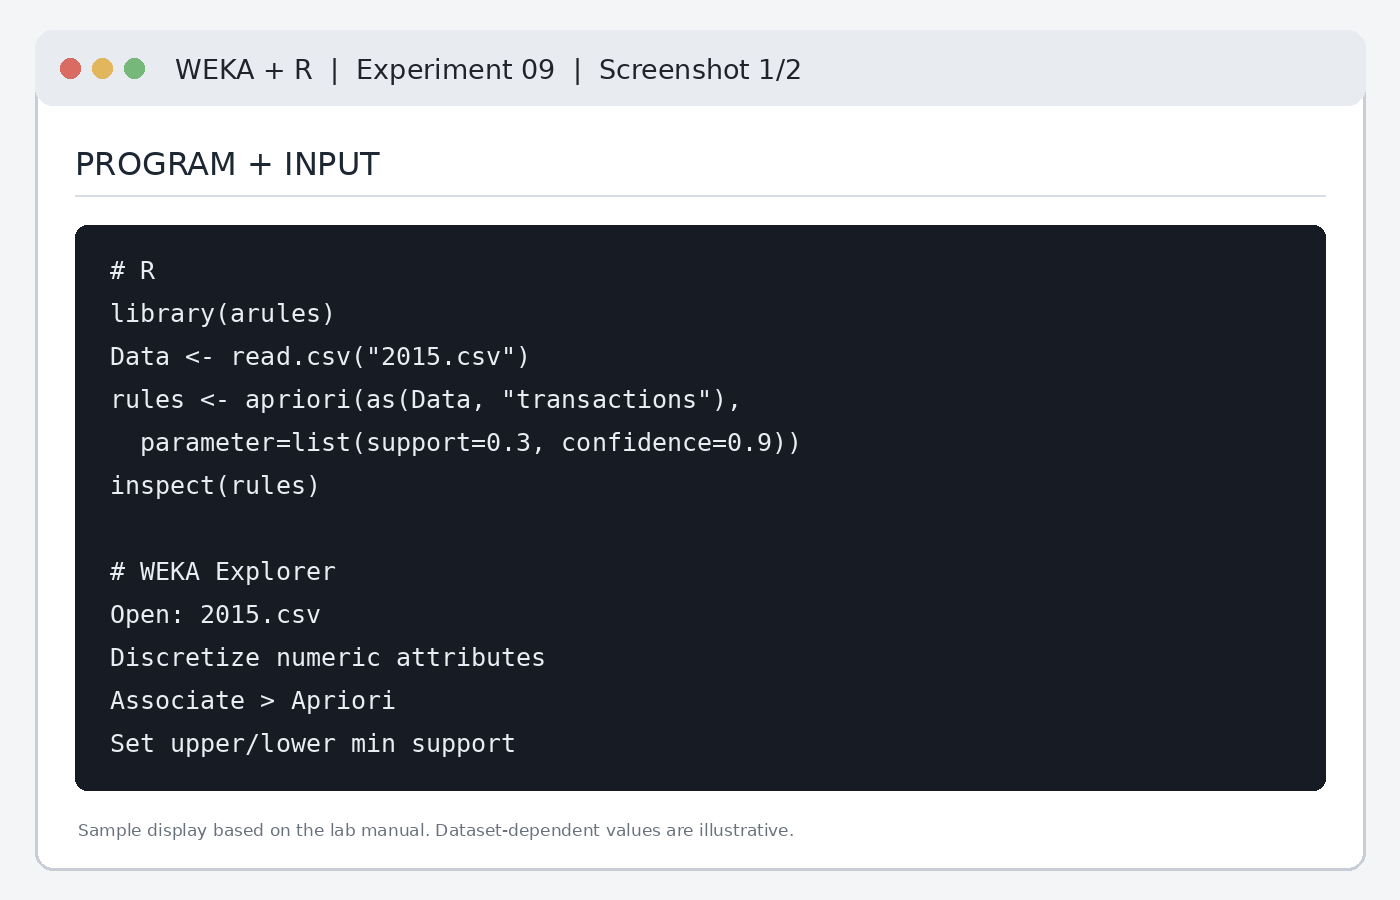 WEKA + R | Experiment 09 | Screenshot 1/2
PROGRAM + INPUT
# R
library(arules)
Data <- read.csv("2015.csv")
rules <- apriori(as(Data, "transactions"),
  parameter=list(support=0.3, confidence=0.9))
inspect(rules)
# WEKA Explorer
Open: 2015.csv
Discretize numeric attributes
Associate > Apriori
Set upper/lower min support
Sample display based on the lab manual. Dataset-dependent values are illustrative.